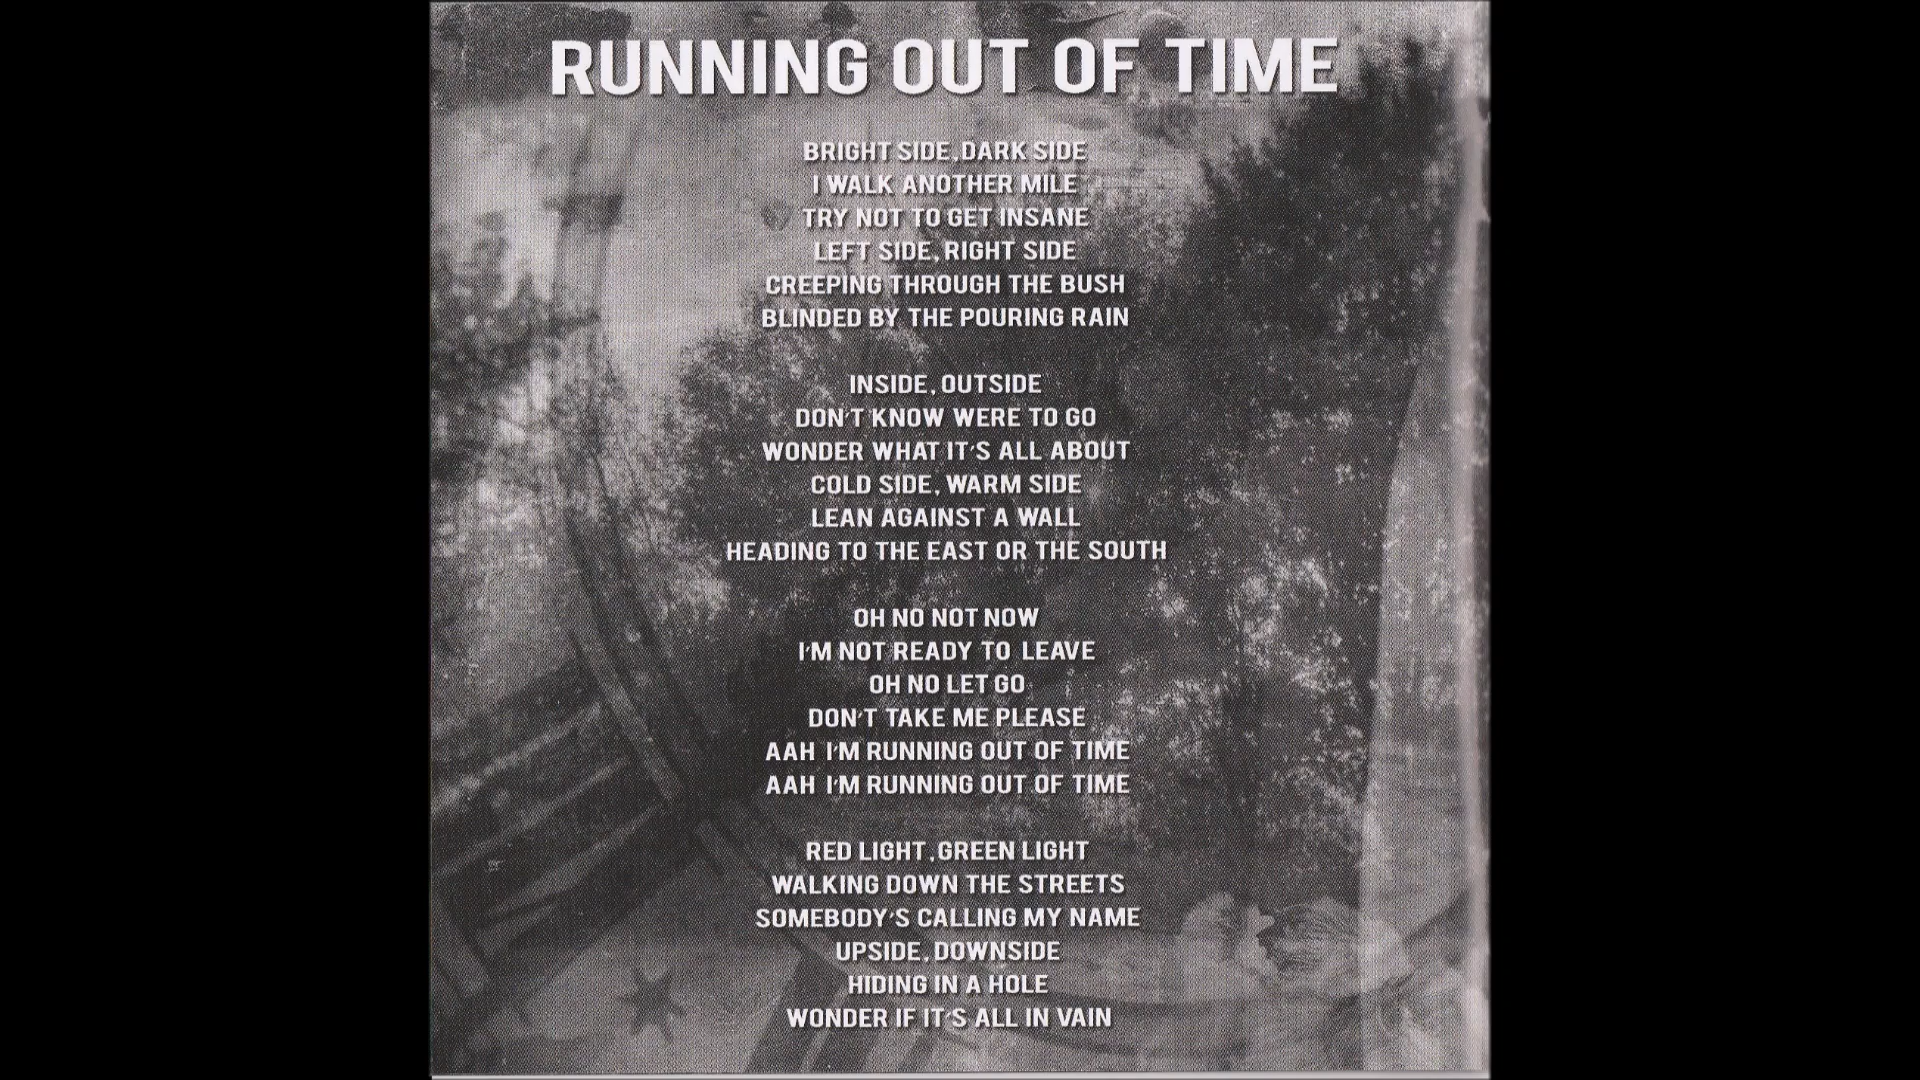 RUNNING OUT OF TIME
BRIGHT SIDE, DARK SIDE
I WALK ANOTHER MILE
TRY NOT TO GET INSANE
LEFT SIDE, RIGHT SIDE
CREEPING THROUGH THE BUSH
BLINDED BY THE POURING RAIN
INSIDE, OUTSIDE
DON'T KNOW WERE TO GO
WONDER WHAT IT'S ALL ABOUT
COLD SIDE, WARM SIDE
LEAN AGAINST A WALL
HEADING TO THE EAST OR THE SOUTH
OH NO NOT NOW
I'M NOT READY TO LEAVE
OH NO LET GO
DON'T TAKE ME PLEASE
AAH I'M RUNNING OUT OF TIME
AAH I'M RUNNING OUT OF TIME
RED LIGHT, GREEN LIGHT
WALKING DOWN THE STREETS
SOMEBODY'S CALLING MY NAME
UPSIDE, DOWNSIDE
HIDING IN A HOLE
WONDER IF IT'S ALL IN VAIN